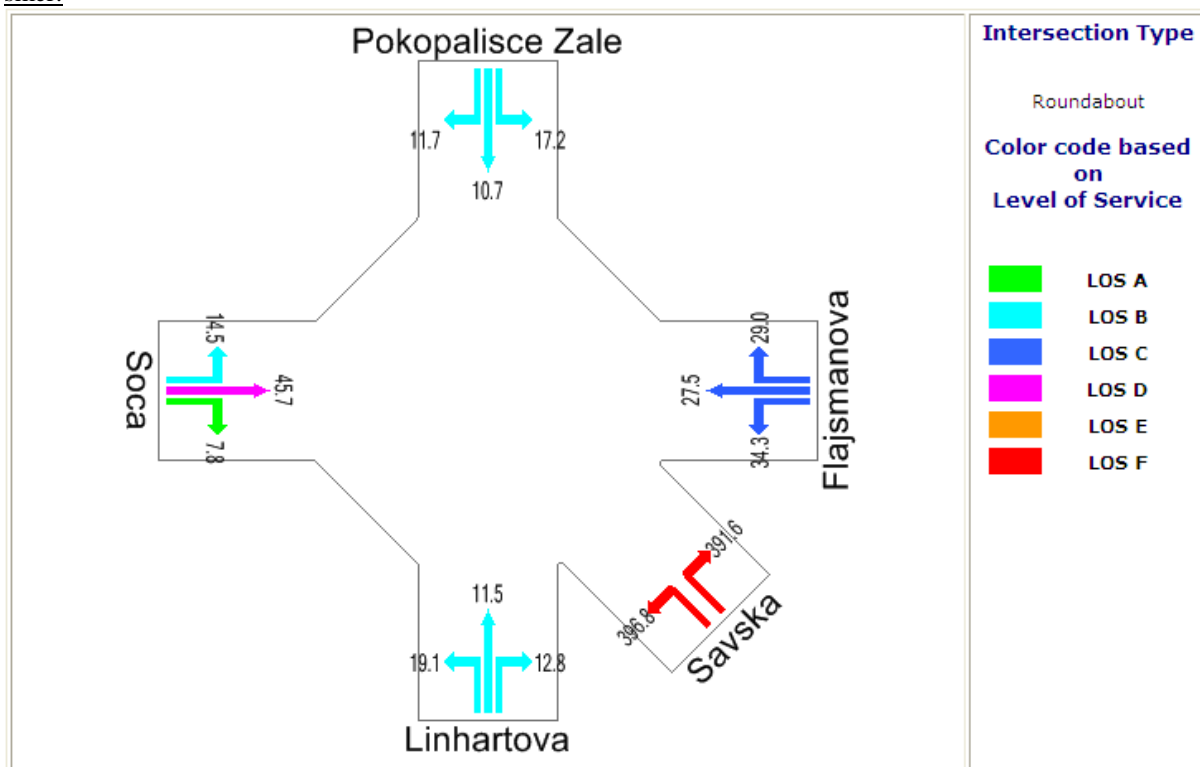 Pokopalisce Zale
11.7
17.2
10.7
Soca
14.5
45.7
7.8
Flajsmanova
29.0
27.5
34.3
Savska
391.6
396.8
Linhartova
11.5
19.1
12.8
Intersection Type
Roundabout
Color code based
on
Level of Service
LOS A
LOS B
LOS C
LOS D
LOS E
LOS F